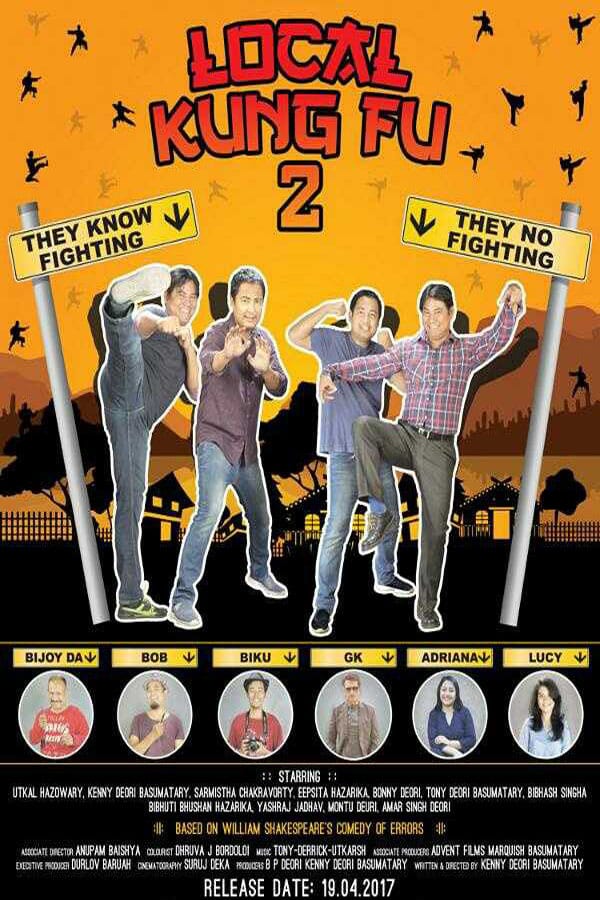 LOCAL
KUNG FU
2
THEY KNOW
FIGHTING
THEY NO
FIGHTING
BIJOY DA
BOB
BIKU
GK
ADRIANA
LUCY
:: STARRING ::
UTKAL HAZOWARY, KENNY DEORI BASUMATARY, SARMISTHA CHAKRAVORTY, EEPSITA HAZARIKA, BONNY DEORI, TONY DEORI BASUMATARY, BIBHASH SINGHA
BIBHUTI BHUSHAN HAZARIKA, YASHRAJ JADHAV, MONTU DEURI, AMAR SINGH DEORI
BASED ON WILLIAM SHAKESPEARE'S COMEDY OF ERRORS
ASSOCIATE DIRECTOR ANUPAM BAISHYA COLOURIST DHRUVA J BORDOLOI MUSIC TONY-DERRICK-UTKARSH ASSOCIATE PRODUCERS ADVENT FILMS MARQUISH BASUMATARY
EXECUTIVE PRODUCER DURLOV BARUAH CINEMATOGRAPHY SURUJ DEKA PRODUCERS B P DEORI KENNY DEORI BASUMATARY WRITTEN & DIRECTED BY KENNY DEORI BASUMATARY
RELEASE DATE: 19.04.2017